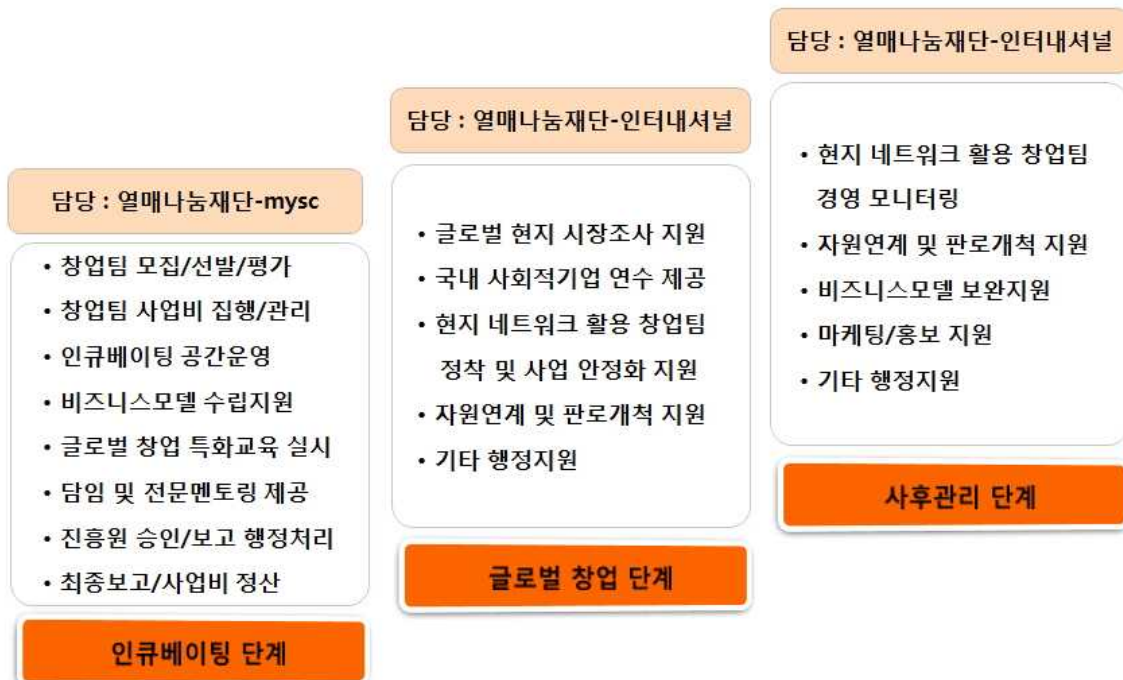 담당 : 열매나눔재단-mysc
• 창업팀 모집/선발/평가
• 창업팀 사업비 집행/관리
• 인큐베이팅 공간운영
• 비즈니스모델 수립지원
• 글로벌 창업 특화교육 실시
• 담임 및 전문멘토링 제공
• 진흥원 승인/보고 행정처리
• 최종보고/사업비 정산
인큐베이팅 단계
담당 : 열매나눔재단-인터내셔널
• 글로벌 현지 시장조사 지원
• 국내 사회적기업 연수 제공
• 현지 네트워크 활용 창업팀
정착 및 사업 안정화 지원
• 자원연계 및 판로개척 지원
• 기타 행정지원
글로벌 창업 단계
담당 : 열매나눔재단-인터내셔널
• 현지 네트워크 활용 창업팀
경영 모니터링
• 자원연계 및 판로개척 지원
• 비즈니스모델 보완지원
• 마케팅/홍보 지원
• 기타 행정지원
사후관리 단계